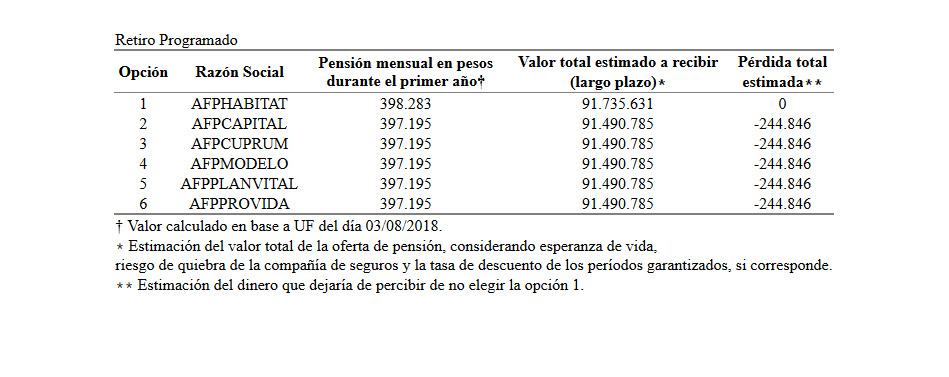 Retiro Programado
Opción Razón Social Pensión mensual en pesos durante el primer año† Valor total estimado a recibir (largo plazo)* Pérdida total estimada**
1 AFPHABITAT 398.283 91.735.631 0
2 AFPCAPITAL 397.195 91.490.785 -244.846
3 AFPCUPRUM 397.195 91.490.785 -244.846
4 AFPMODELO 397.195 91.490.785 -244.846
5 AFPPLANVITAL 397.195 91.490.785 -244.846
6 AFPPROVIDA 397.195 91.490.785 -244.846
† Valor calculado en base a UF del día 03/08/2018.
* Estimación del valor total de la oferta de pensión, considerando esperanza de vida,
riesgo de quiebra de la compañía de seguros y la tasa de descuento de los períodos garantizados, si corresponde.
** Estimación del dinero que dejaría de percibir de no elegir la opción 1.